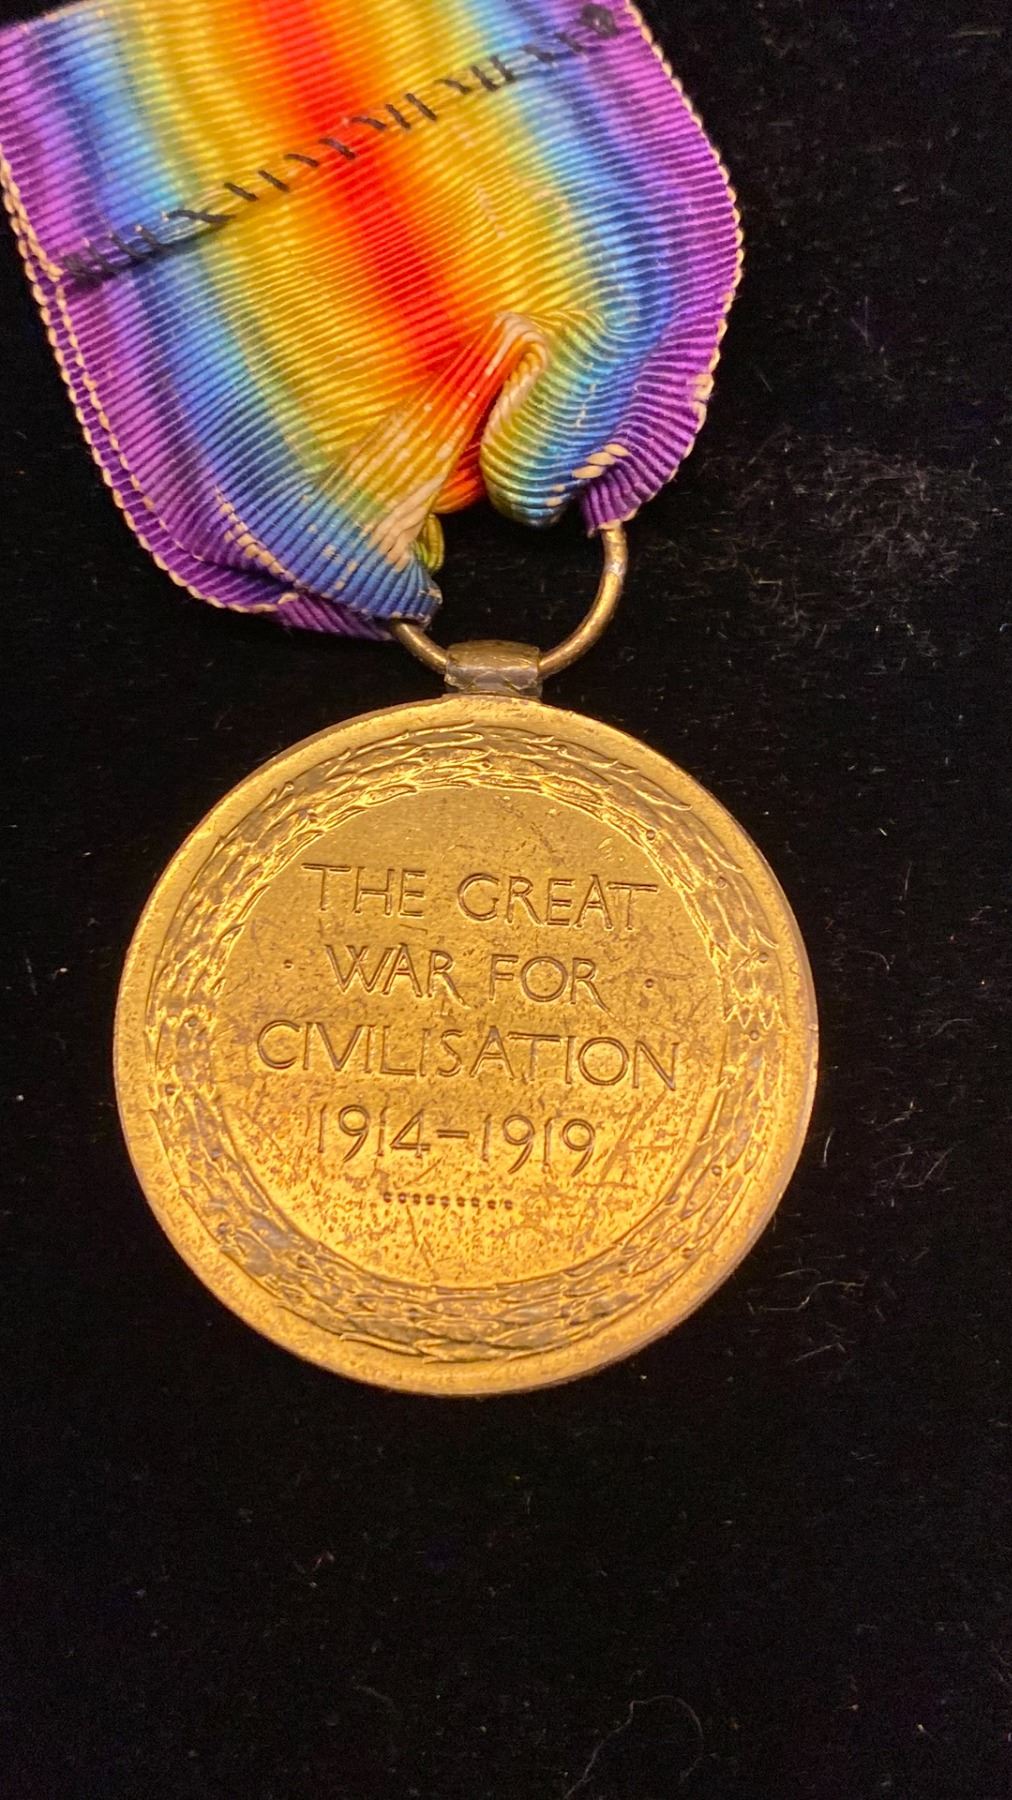 THE GREAT
· WAR FOR ·
CIVILISATION
1914-1919